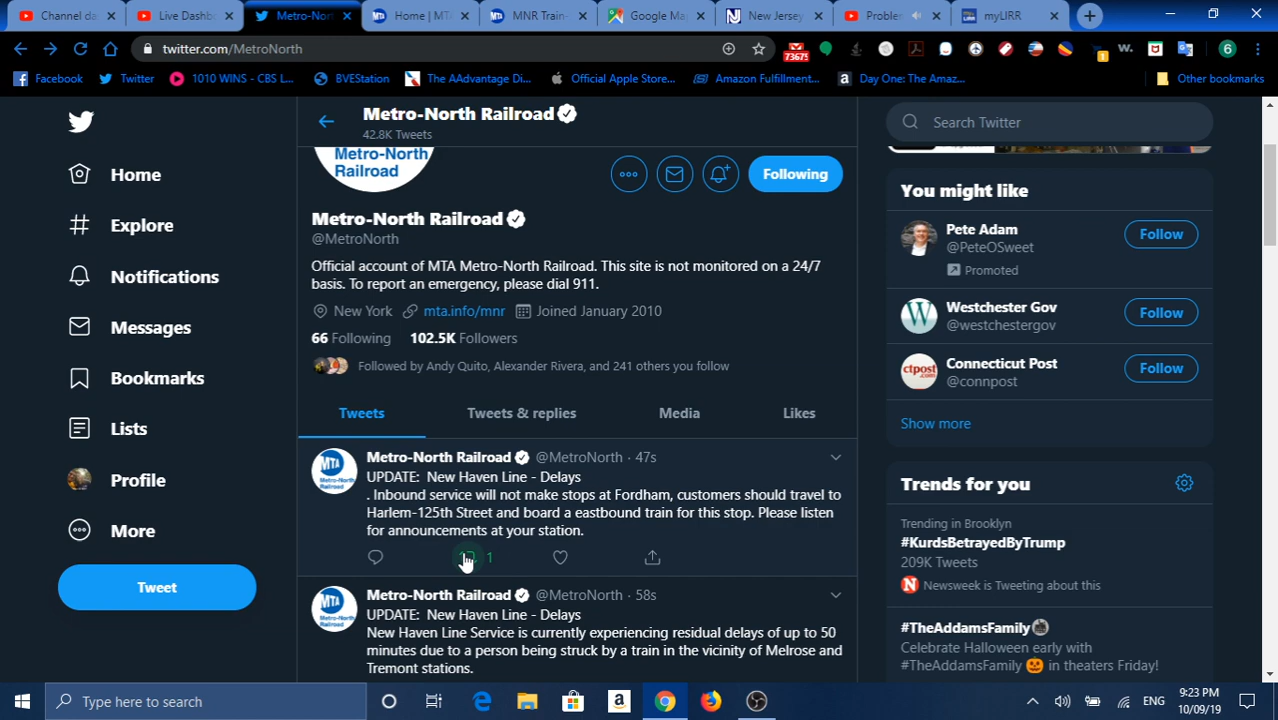 Channel da
Live Dashb
Metro-Nor
Home | MT
MNR Train-
Google Ma
New Jersey
Problem
myLIRR
twitter.com/MetroNorth
73675
6
Facebook
Twitter
1010 WINS - CBS L...
BVEStation
The AAdvantage Di...
Official Apple Store...
Amazon Fulfillment...
Day One: The Amaz...
Other bookmarks
Metro-North Railroad
42.8K Tweets
Search Twitter
Metro-North
Railroad
Following
Home
Explore
Notifications
Messages
Bookmarks
Lists
Profile
More
Tweet
Metro-North Railroad
@MetroNorth
Official account of MTA Metro-North Railroad. This site is not monitored on a 24/7
basis. To report an emergency, please dial 911.
New York mta.info/mnr Joined January 2010
66 Following 102.5K Followers
Followed by Andy Quito, Alexander Rivera, and 241 others you follow
Tweets Tweets & replies Media Likes
MTA
Metro-North Railroad @MetroNorth · 47s
UPDATE: New Haven Line - Delays
. Inbound service will not make stops at Fordham, customers should travel to
Harlem-125th Street and board a eastbound train for this stop. Please listen
for announcements at your station.
1
MTA
Metro-North Railroad @MetroNorth · 58s
UPDATE: New Haven Line - Delays
New Haven Line Service is currently experiencing residual delays of up to 50
minutes due to a person being struck by a train in the vicinity of Melrose and
Tremont stations.
You might like
Pete Adam
@PeteOSweet
Promoted
Follow
Westchester Gov
@westchestergov
Follow
Connecticut Post
@connpost
Follow
ctpost
Show more
Trends for you
Trending in Brooklyn
#KurdsBetrayedByTrump
209K Tweets
Newsweek is Tweeting about this
#TheAddamsFamily
Celebrate Halloween early with
#TheAddamsFamily in theaters Friday!
Type here to search
ENG
9:23 PM
10/09/19